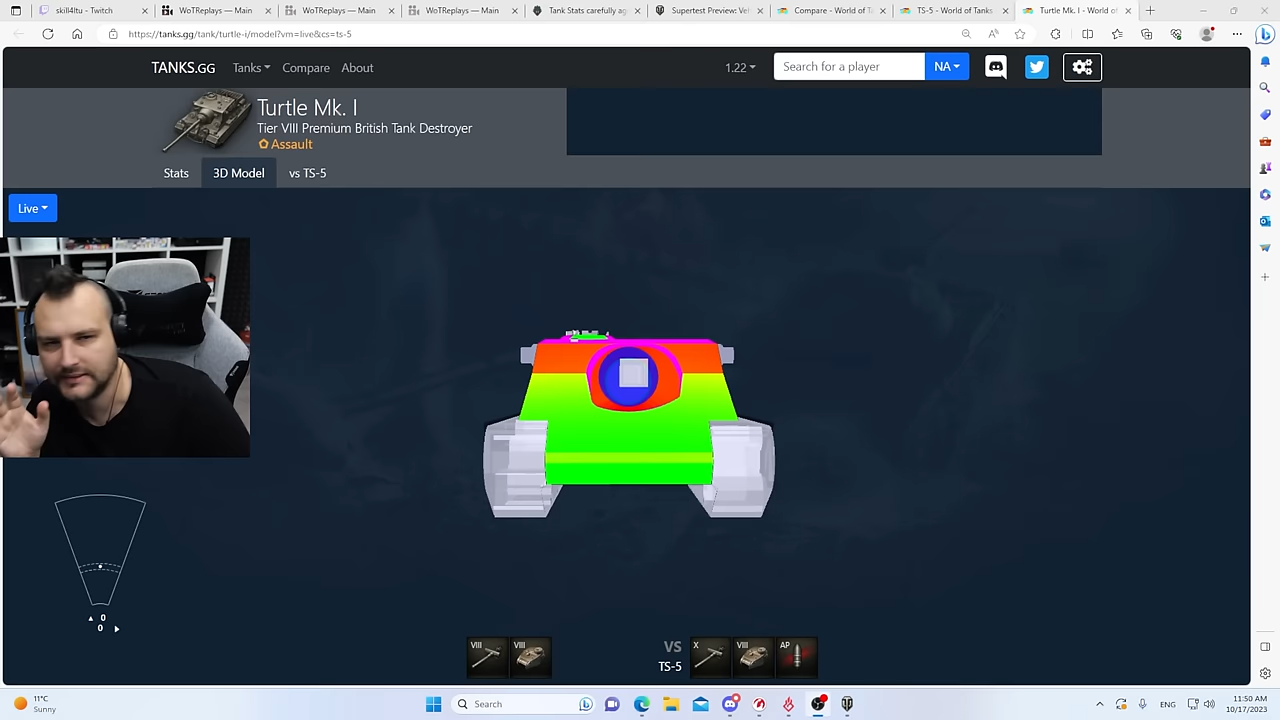 skill4ltu - Twitch
WoTReplays — Main
WoTReplays — Main
WoTReplays — Main
Tank Stats carefully ag
Supertest Preview: Vel
Compare - World of Ta
TS-5 - World of Tanks
Turtle Mk. I - World of
https://tanks.gg/tank/turtle-i/model?vm=live&cs=ts-5
TANKS.GG
Tanks
Compare
About
1.22
Search for a player
NA
Turtle Mk. I
Tier VIII Premium British Tank Destroyer
Assault
Stats
3D Model
vs TS-5
Live
0
0
VIII
VIII
VS
TS-5
X
VIII
AP
11°C
Sunny
Search
ENG
11:50 AM
10/17/2023